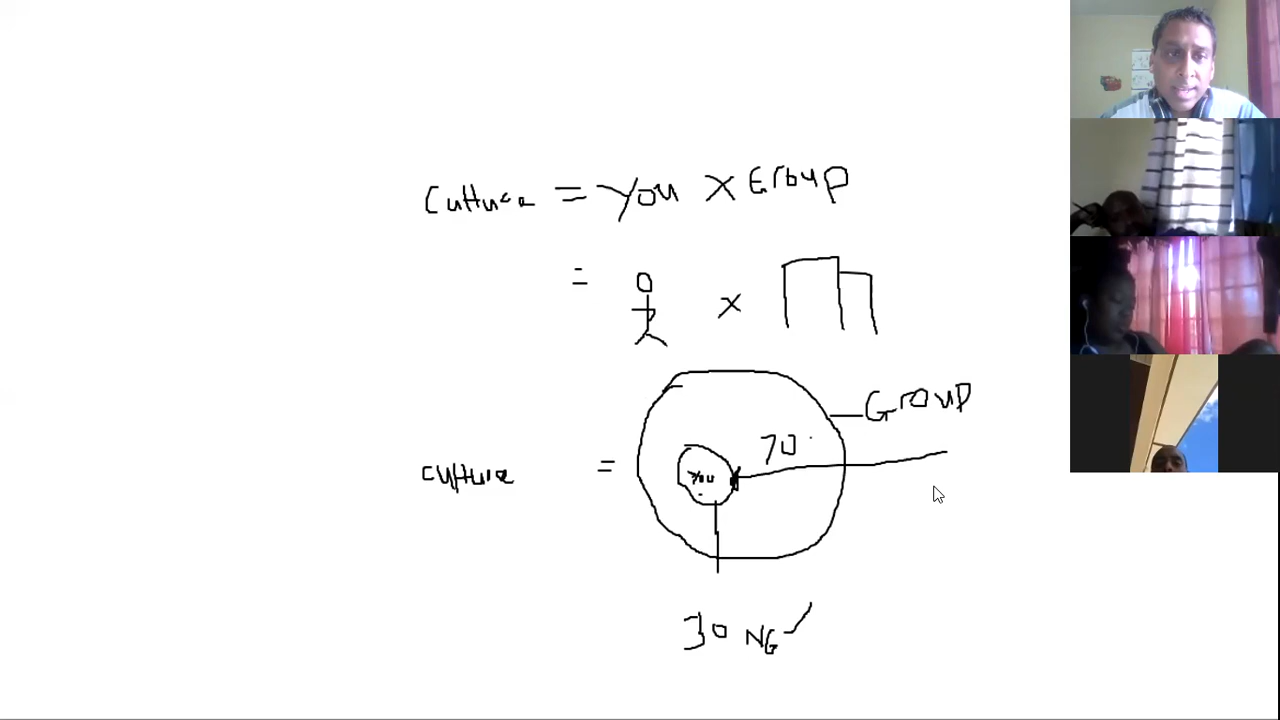 Culture = You X Group
= x
Group
70
culture = You
30 NG